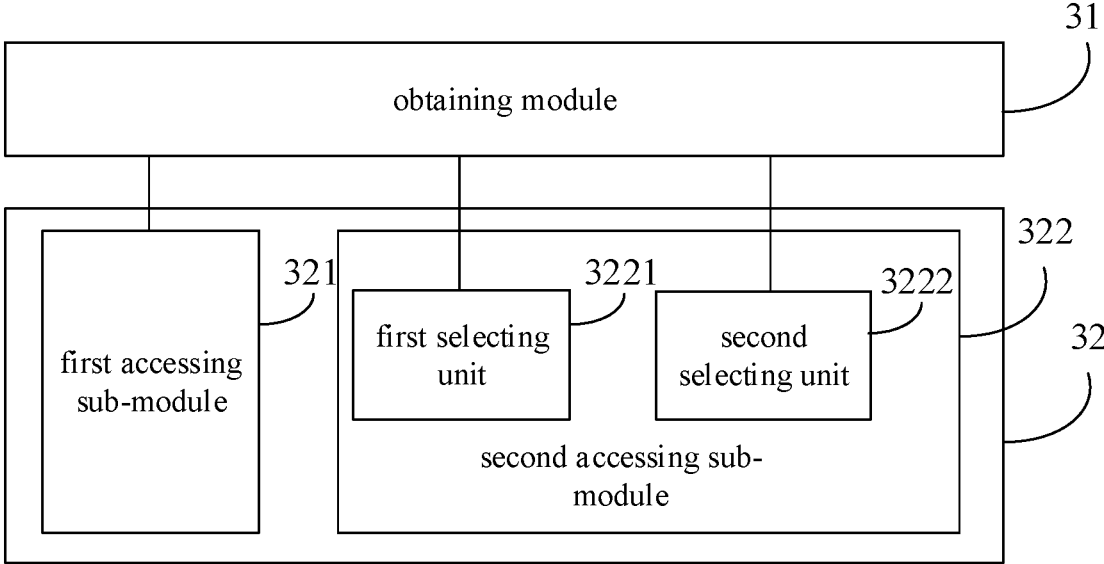 31
obtaining module
322
321
3221
3222
32
first accessing
sub-module
first selecting
unit
second
selecting unit
second accessing sub-
module